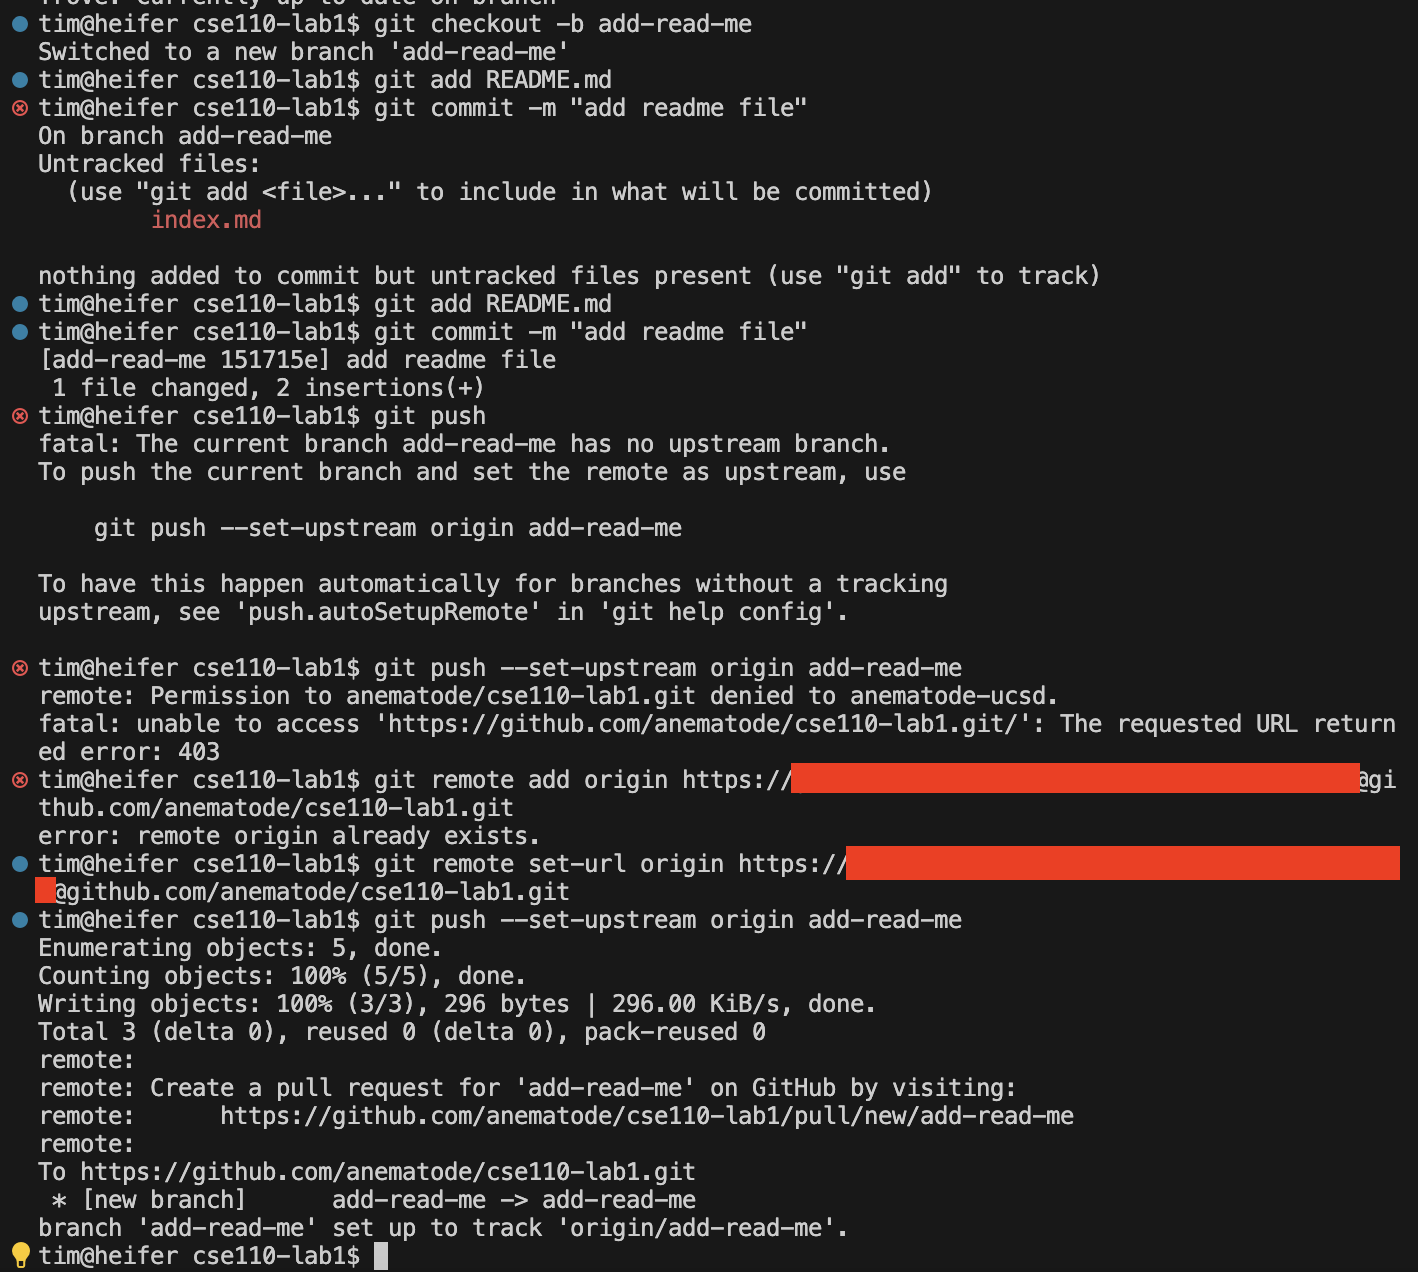 tim@heifer cse110-lab1$ git checkout -b add-read-me
Switched to a new branch 'add-read-me'
tim@heifer cse110-lab1$ git add README.md
tim@heifer cse110-lab1$ git commit -m "add readme file"
On branch add-read-me
Untracked files:
  (use "git add <file>..." to include in what will be committed)
        index.md

nothing added to commit but untracked files present (use "git add" to track)
tim@heifer cse110-lab1$ git add README.md
tim@heifer cse110-lab1$ git commit -m "add readme file"
[add-read-me 151715e] add readme file
 1 file changed, 2 insertions(+)
tim@heifer cse110-lab1$ git push
fatal: The current branch add-read-me has no upstream branch.
To push the current branch and set the remote as upstream, use

    git push --set-upstream origin add-read-me

To have this happen automatically for branches without a tracking
upstream, see 'push.autoSetupRemote' in 'git help config'.

tim@heifer cse110-lab1$ git push --set-upstream origin add-read-me
remote: Permission to anematode/cse110-lab1.git denied to anematode-ucsd.
fatal: unable to access 'https://github.com/anematode/cse110-lab1.git/': The requested URL return
ed error: 403
tim@heifer cse110-lab1$ git remote add origin https://@gi
thub.com/anematode/cse110-lab1.git
error: remote origin already exists.
tim@heifer cse110-lab1$ git remote set-url origin https://
@github.com/anematode/cse110-lab1.git
tim@heifer cse110-lab1$ git push --set-upstream origin add-read-me
Enumerating objects: 5, done.
Counting objects: 100% (5/5), done.
Writing objects: 100% (3/3), 296 bytes | 296.00 KiB/s, done.
Total 3 (delta 0), reused 0 (delta 0), pack-reused 0
remote:
remote: Create a pull request for 'add-read-me' on GitHub by visiting:
remote:      https://github.com/anematode/cse110-lab1/pull/new/add-read-me
remote:
To https://github.com/anematode/cse110-lab1.git
 * [new branch]      add-read-me -> add-read-me
branch 'add-read-me' set up to track 'origin/add-read-me'.
tim@heifer cse110-lab1$